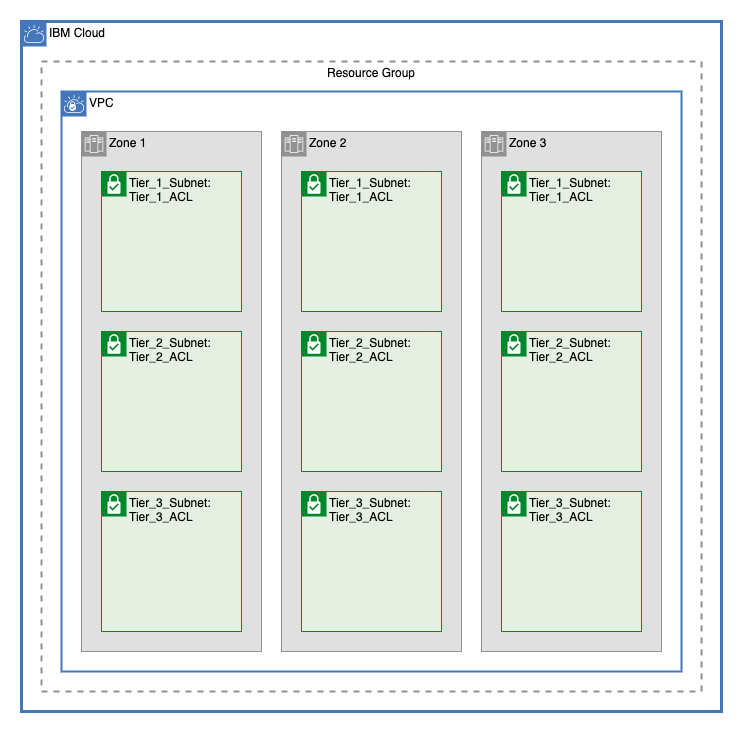 IBM Cloud
Resource Group
VPC
Zone 1
Tier_1_Subnet:
Tier_1_ACL
Tier_2_Subnet:
Tier_2_ACL
Tier_3_Subnet:
Tier_3_ACL
Zone 2
Tier_1_Subnet:
Tier_1_ACL
Tier_2_Subnet:
Tier_2_ACL
Tier_3_Subnet:
Tier_3_ACL
Zone 3
Tier_1_Subnet:
Tier_1_ACL
Tier_2_Subnet:
Tier_2_ACL
Tier_3_Subnet:
Tier_3_ACL